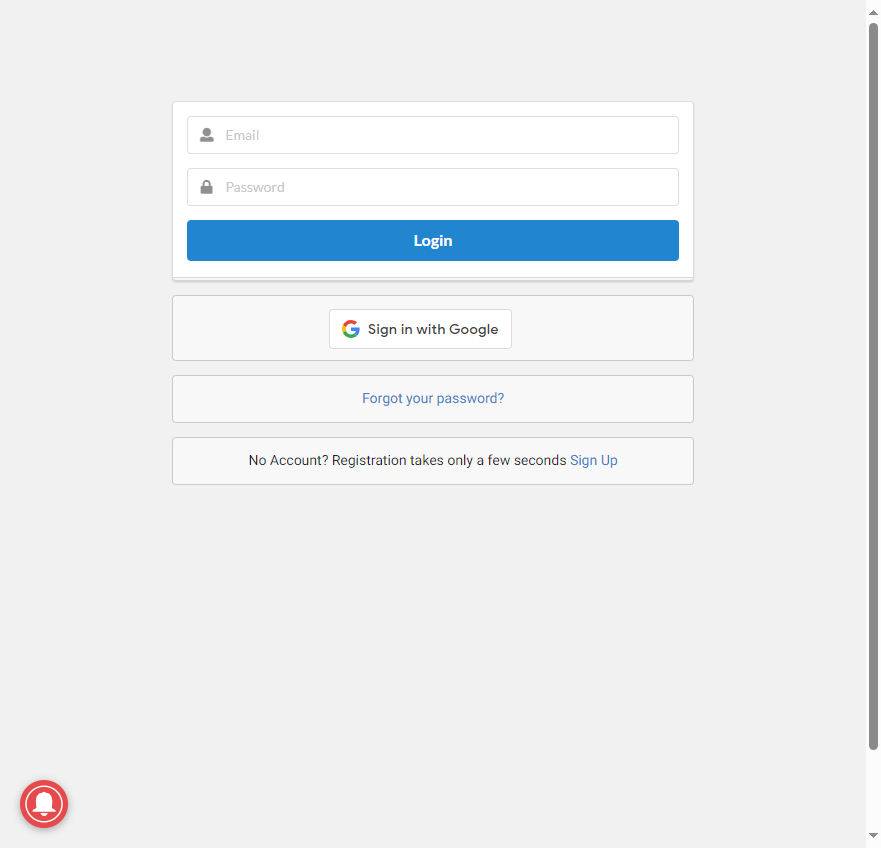 Email
Password
Login
Sign in with Google
Forgot your password?
No Account? Registration takes only a few seconds Sign Up